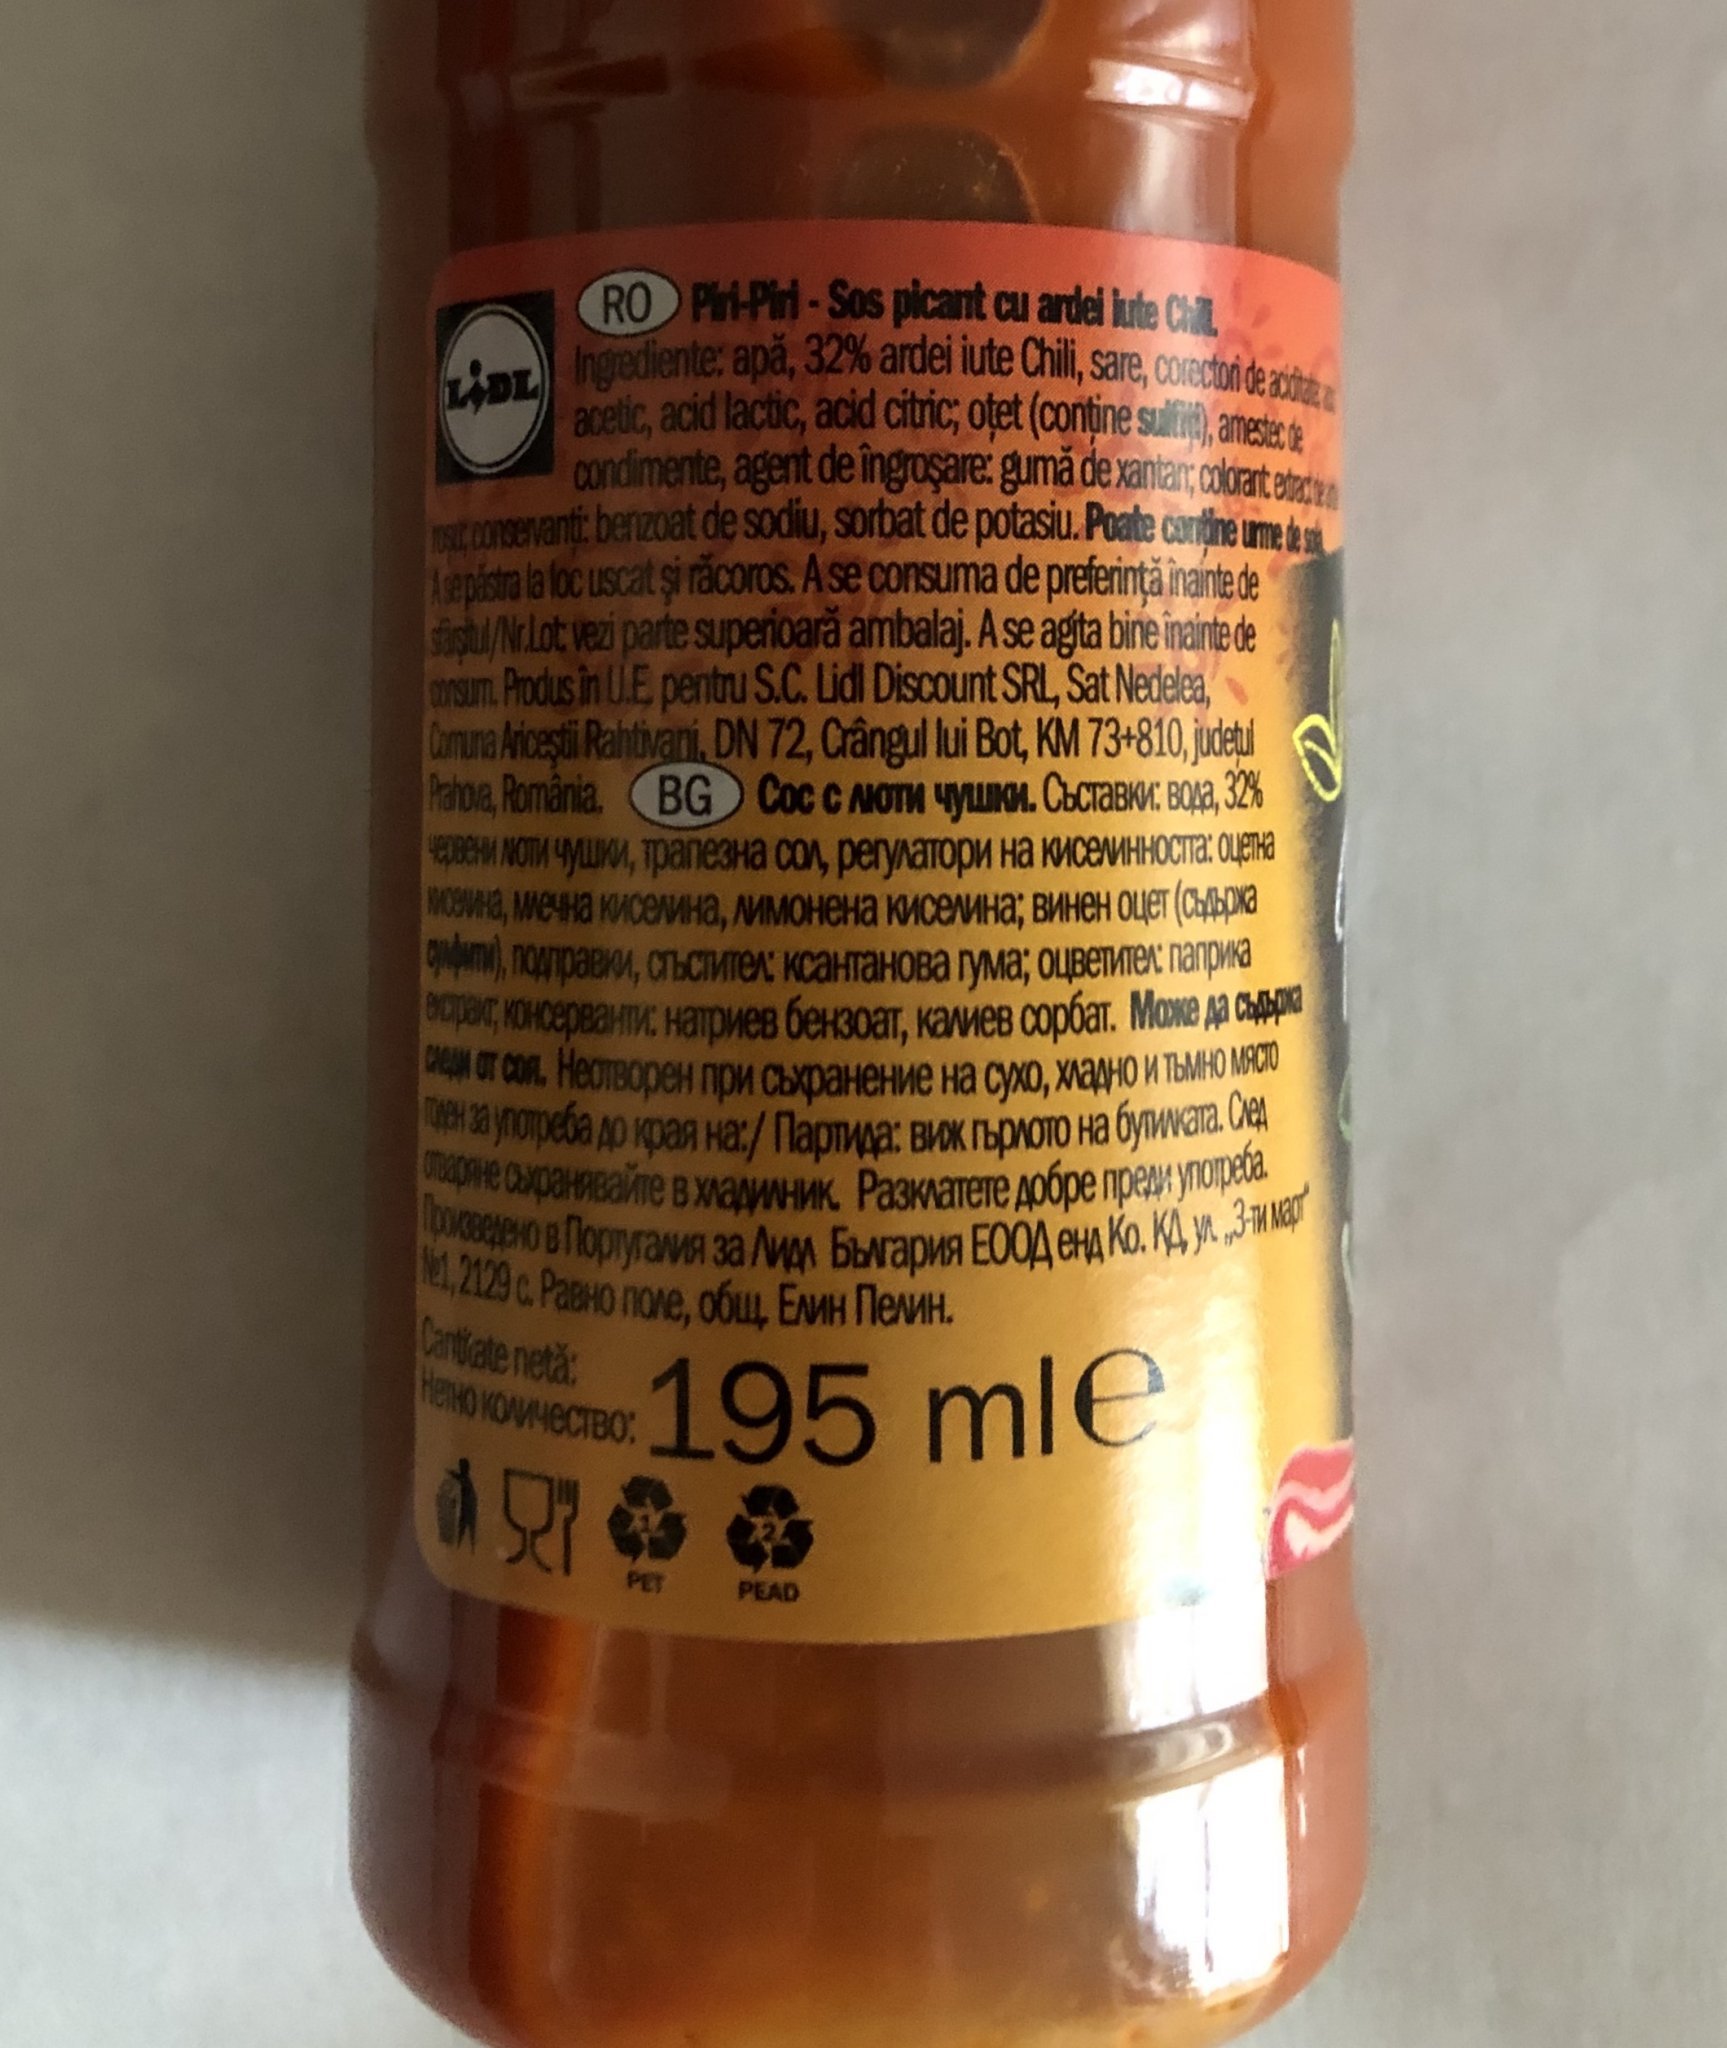 LiDL
RO Piri-Piri - Sos picant cu ardei iute Chili.
Ingrediente: apă, 32% ardei iute Chili, sare, corectori de aciditate:
acetic, acid lactic, acid citric; oțet (conține sulfiți), amestec de
condimente, agent de îngroşare: gumă de xantan; colorant: extract de
roşu; conservanți: benzoat de sodiu, sorbat de potasiu. Poate conține urme de soia.
A se păstra la loc uscat şi răcoros. A se consuma de preferință înainte de
sfârşitul/Nr.Lot: vezi parte superioară ambalaj. A se agita bine înainte de
consum. Produs în U.E. pentru S.C. Lidl Discount SRL, Sat Nedelea,
Comuna Ariceştii Rahtivani, DN 72, Crângul lui Bot, KM 73+810, județul
Prahova, România. BG Сос с люти чушки. Съставки: вода, 32%
червени люти чушки, трапезна сол, регулатори на киселинността: оцетна
киселина, млечна киселина, лимонена киселина; винен оцет (съдържа
сулфити), подправки, сгъстител: ксантанова гума; оцветител: паприка
екстракт; консерванти: натриев бензоат, калиев сорбат. Може да съдържа
следи от соя. Неотворен при съхранение на сухо, хладно и тъмно място
годен за употреба до края на:/ Партида: виж гърлото на бутилката. След
отваряне съхранявайте в хладилник. Разклатете добре преди употреба.
Произведено в Португалия за Лидл България ЕООД енд Ко. КД, ул. „3-ти март"
№1, 2129 с. Равно поле, общ. Елин Пелин.
Cantitate netă:
Нетно количество: 195 ml e
1 2
PET PEAD